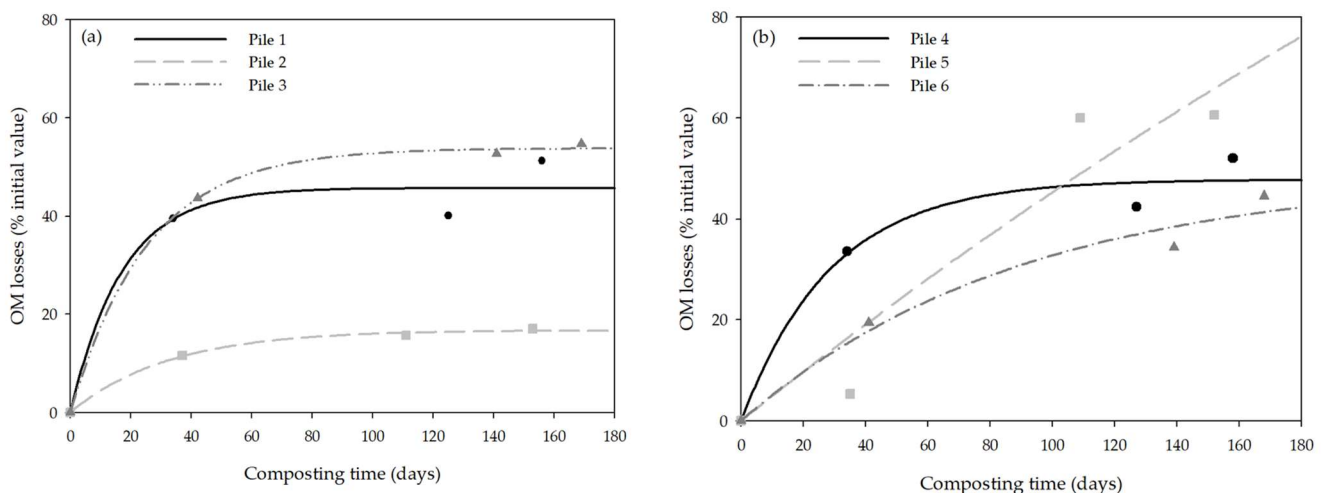 (a)
Pile 1
Pile 2
Pile 3
OM losses (% initial value)
80
60
40
20
0
0 20 40 60 80 100 120 140 160 180
Composting time (days)
(b)
Pile 4
Pile 5
Pile 6
OM losses (% initial value)
80
60
40
20
0
0 20 40 60 80 100 120 140 160 180
Composting time (days)